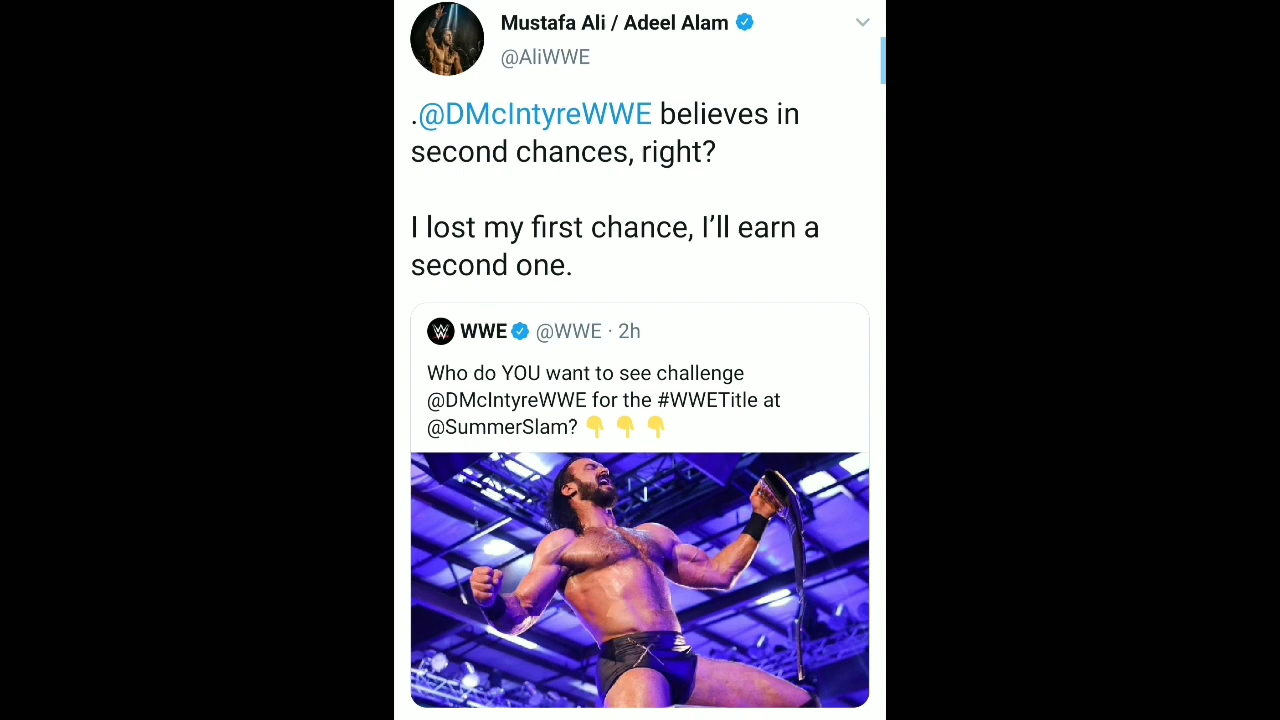 Mustafa Ali / Adeel Alam
@AliWWE
.@DMcIntyreWWE believes in
second chances, right?
I lost my first chance, I’ll earn a
second one.
WWE @WWE · 2h
Who do YOU want to see challenge
@DMcIntyreWWE for the #WWETitle at
@SummerSlam? 👇 👇 👇